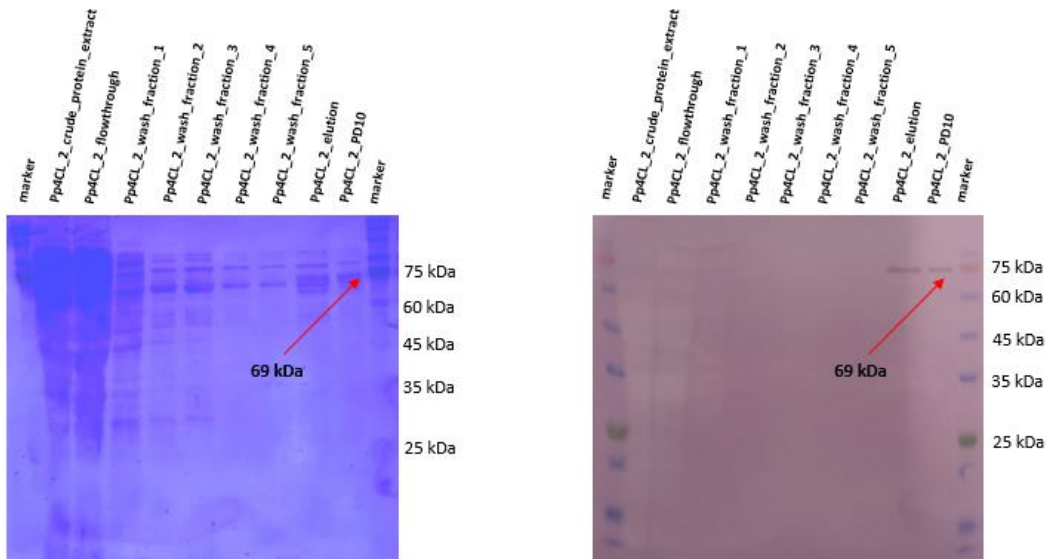 marker
Pp4CL_2_crude_protein_extract
Pp4CL_2_flowthrough
Pp4CL_2_wash_fraction_1
Pp4CL_2_wash_fraction_2
Pp4CL_2_wash_fraction_3
Pp4CL_2_wash_fraction_4
Pp4CL_2_wash_fraction_5
Pp4CL_2_elution
Pp4CL_2_PD10
marker
75 kDa
60 kDa
45 kDa
35 kDa
25 kDa
69 kDa
marker
Pp4CL_2_crude_protein_extract
Pp4CL_2_flowthrough
Pp4CL_2_wash_fraction_1
Pp4CL_2_wash_fraction_2
Pp4CL_2_wash_fraction_3
Pp4CL_2_wash_fraction_4
Pp4CL_2_wash_fraction_5
Pp4CL_2_elution
Pp4CL_2_PD10
marker
75 kDa
60 kDa
45 kDa
35 kDa
25 kDa
69 kDa